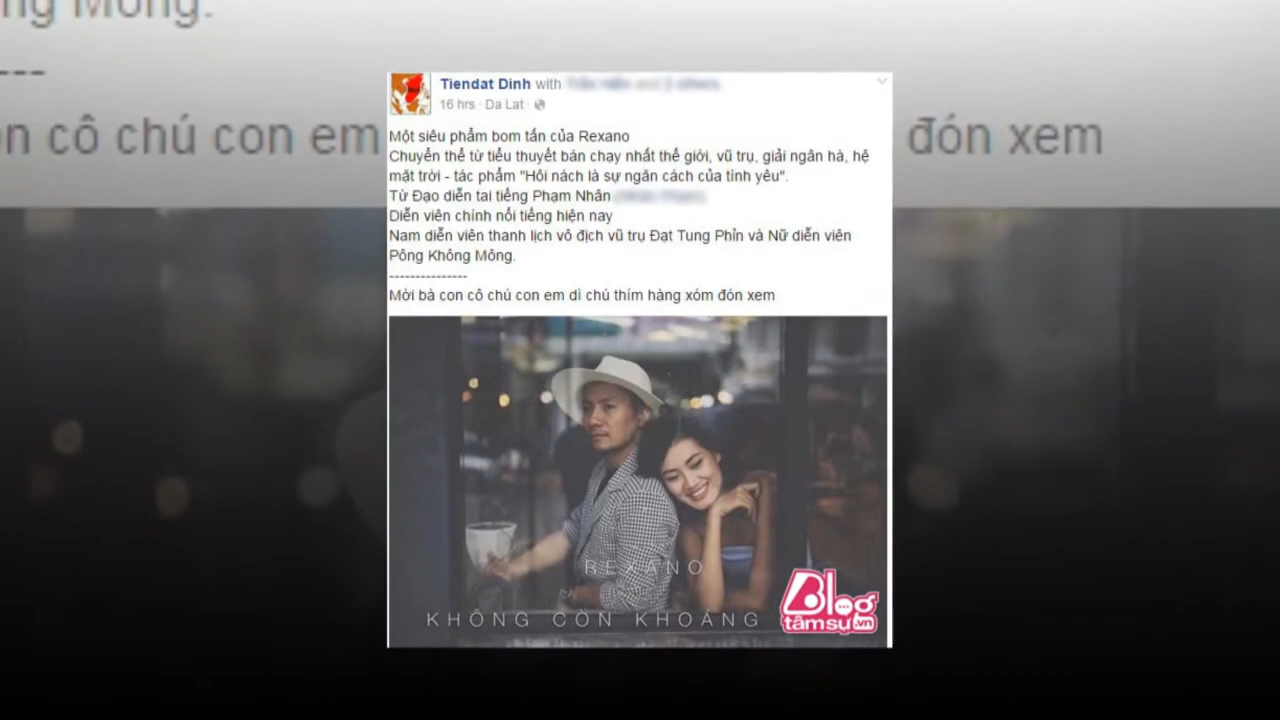 ng Mông.
---
n cô chú con em
đón xem
Tiendat Dinh with
16 hrs · Da Lat ·
Một siêu phẩm bom tấn của Rexano
Chuyển thể từ tiểu thuyết bán chạy nhất thế giới, vũ trụ, giải ngân hà, hệ
mặt trời - tác phẩm "Hôi nách là sự ngăn cách của tình yêu".
Từ Đạo diễn tai tiếng Phạm Nhân
Diễn viên chính nổi tiếng hiện nay
Nam diễn viên thanh lịch vô địch vũ trụ Đạt Tung Phỉn và Nữ diễn viên
Pông Không Mông.
---------------
Mời bà con cô chú con em dì chú thím hàng xóm đón xem
REXANO
KHÔNG CÒN KHOẢNG
Blog
tâmsự.vn